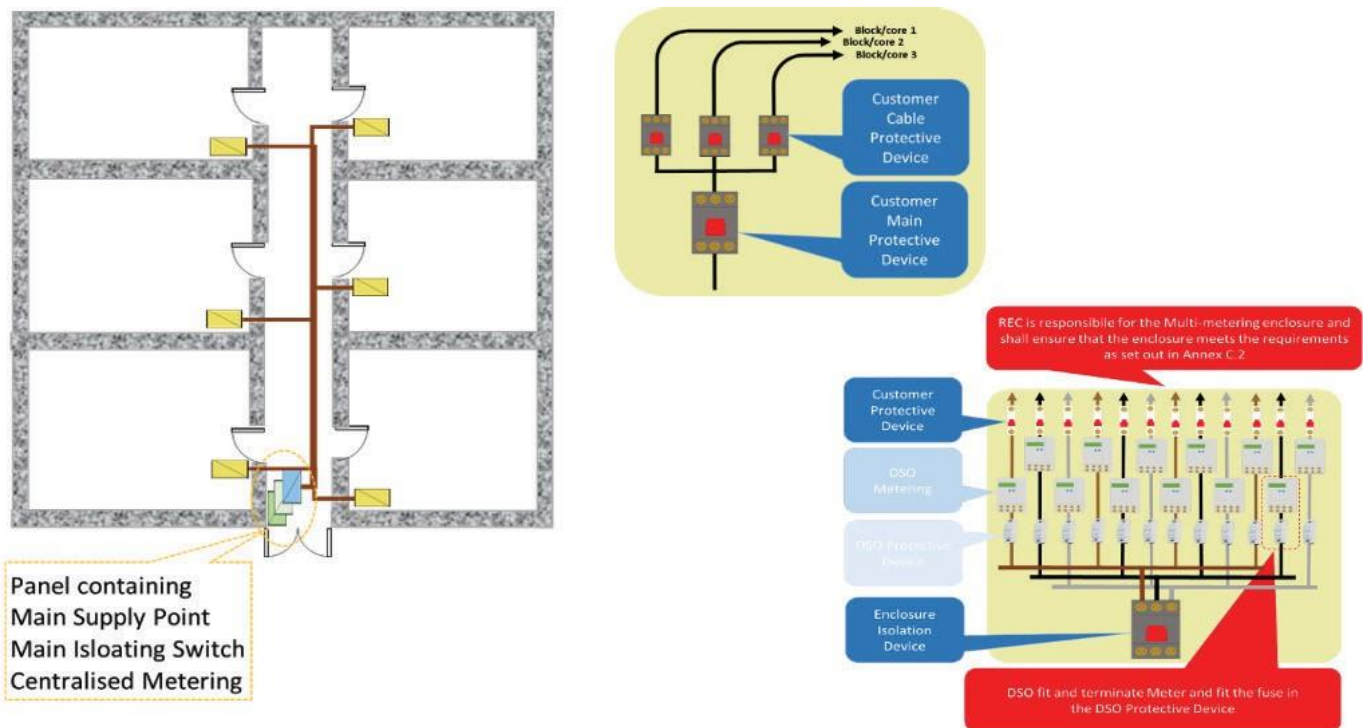 Panel containing
Main Supply Point
Main Isloating Switch
Centralised Metering
Block/core 1
Block/core 2
Block/core 3
Customer
Cable
Protective
Device
Customer
Main
Protective
Device
REC is responsibile for the Multi-metering enclosure and
shall ensure that the enclosure meets the requirements
as set out in Annex C.2
Customer
Protective
Device
DSO
Metering
DSO Protective
Device
Enclosure
Isolation
Device
DSO fit and terminate Meter and fit the fuse in
the DSO Protective Device